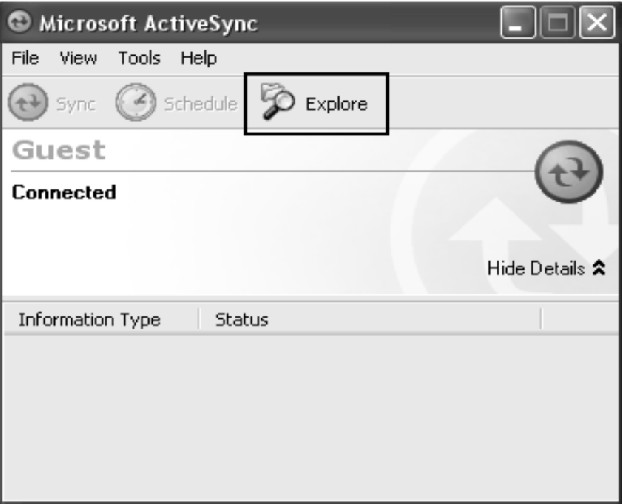 Microsoft ActiveSync
File View Tools Help
Sync Schedule Explore
Guest
Connected
Hide Details
Information Type Status